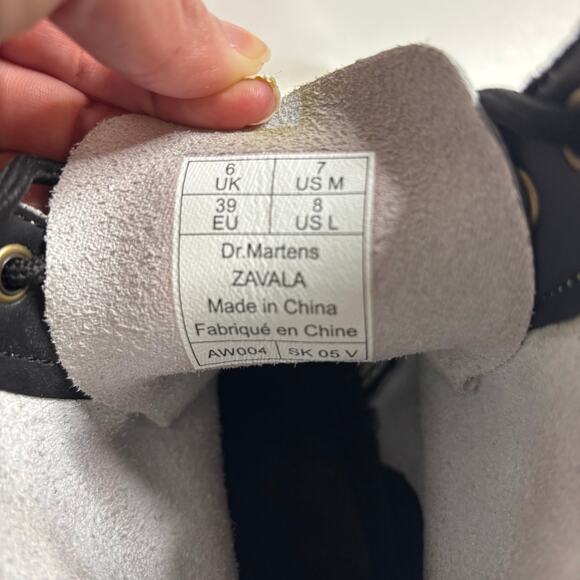 6 7
UK US M
39 8
EU US L
Dr.Martens
ZAVALA
Made in China
Fabriqué en Chine
AW004 SK 05 V